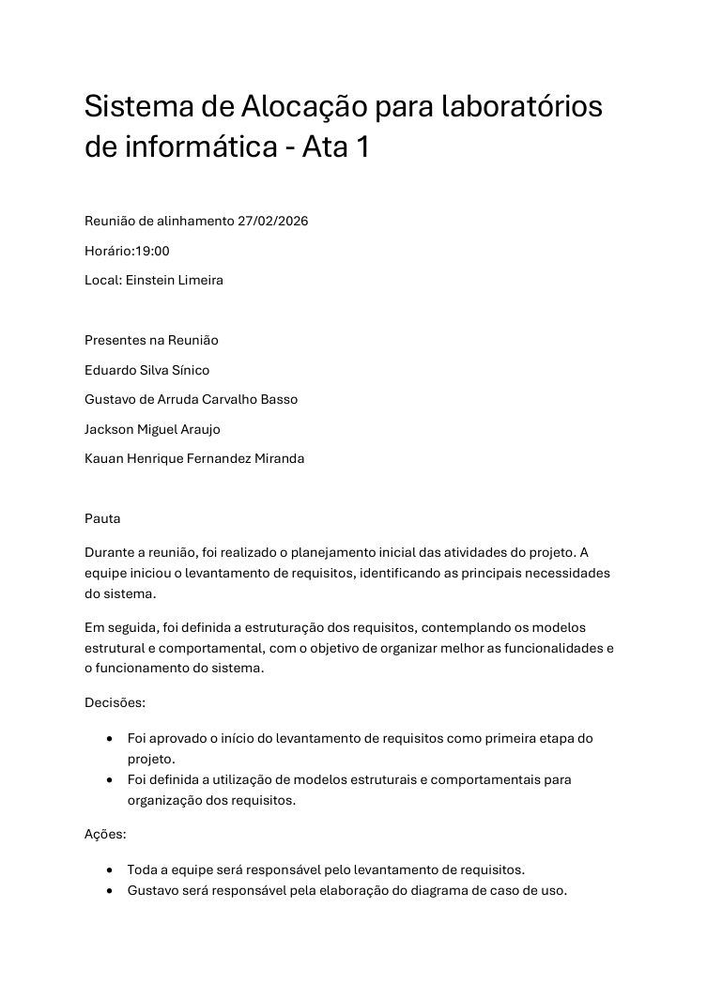 Sistema de Alocação para laboratórios
de informática - Ata 1
Reunião de alinhamento 27/02/2026
Horário:19:00
Local: Einstein Limeira
Presentes na Reunião
Eduardo Silva Sínico
Gustavo de Arruda Carvalho Basso
Jackson Miguel Araujo
Kauan Henrique Fernandez Miranda
Pauta
Durante a reunião, foi realizado o planejamento inicial das atividades do projeto. A
equipe iniciou o levantamento de requisitos, identificando as principais necessidades
do sistema.
Em seguida, foi definida a estruturação dos requisitos, contemplando os modelos
estrutural e comportamental, com o objetivo de organizar melhor as funcionalidades e
o funcionamento do sistema.
Decisões:
• Foi aprovado o início do levantamento de requisitos como primeira etapa do
projeto.
• Foi definida a utilização de modelos estruturais e comportamentais para
organização dos requisitos.
Ações:
• Toda a equipe será responsável pelo levantamento de requisitos.
• Gustavo será responsável pela elaboração do diagrama de caso de uso.